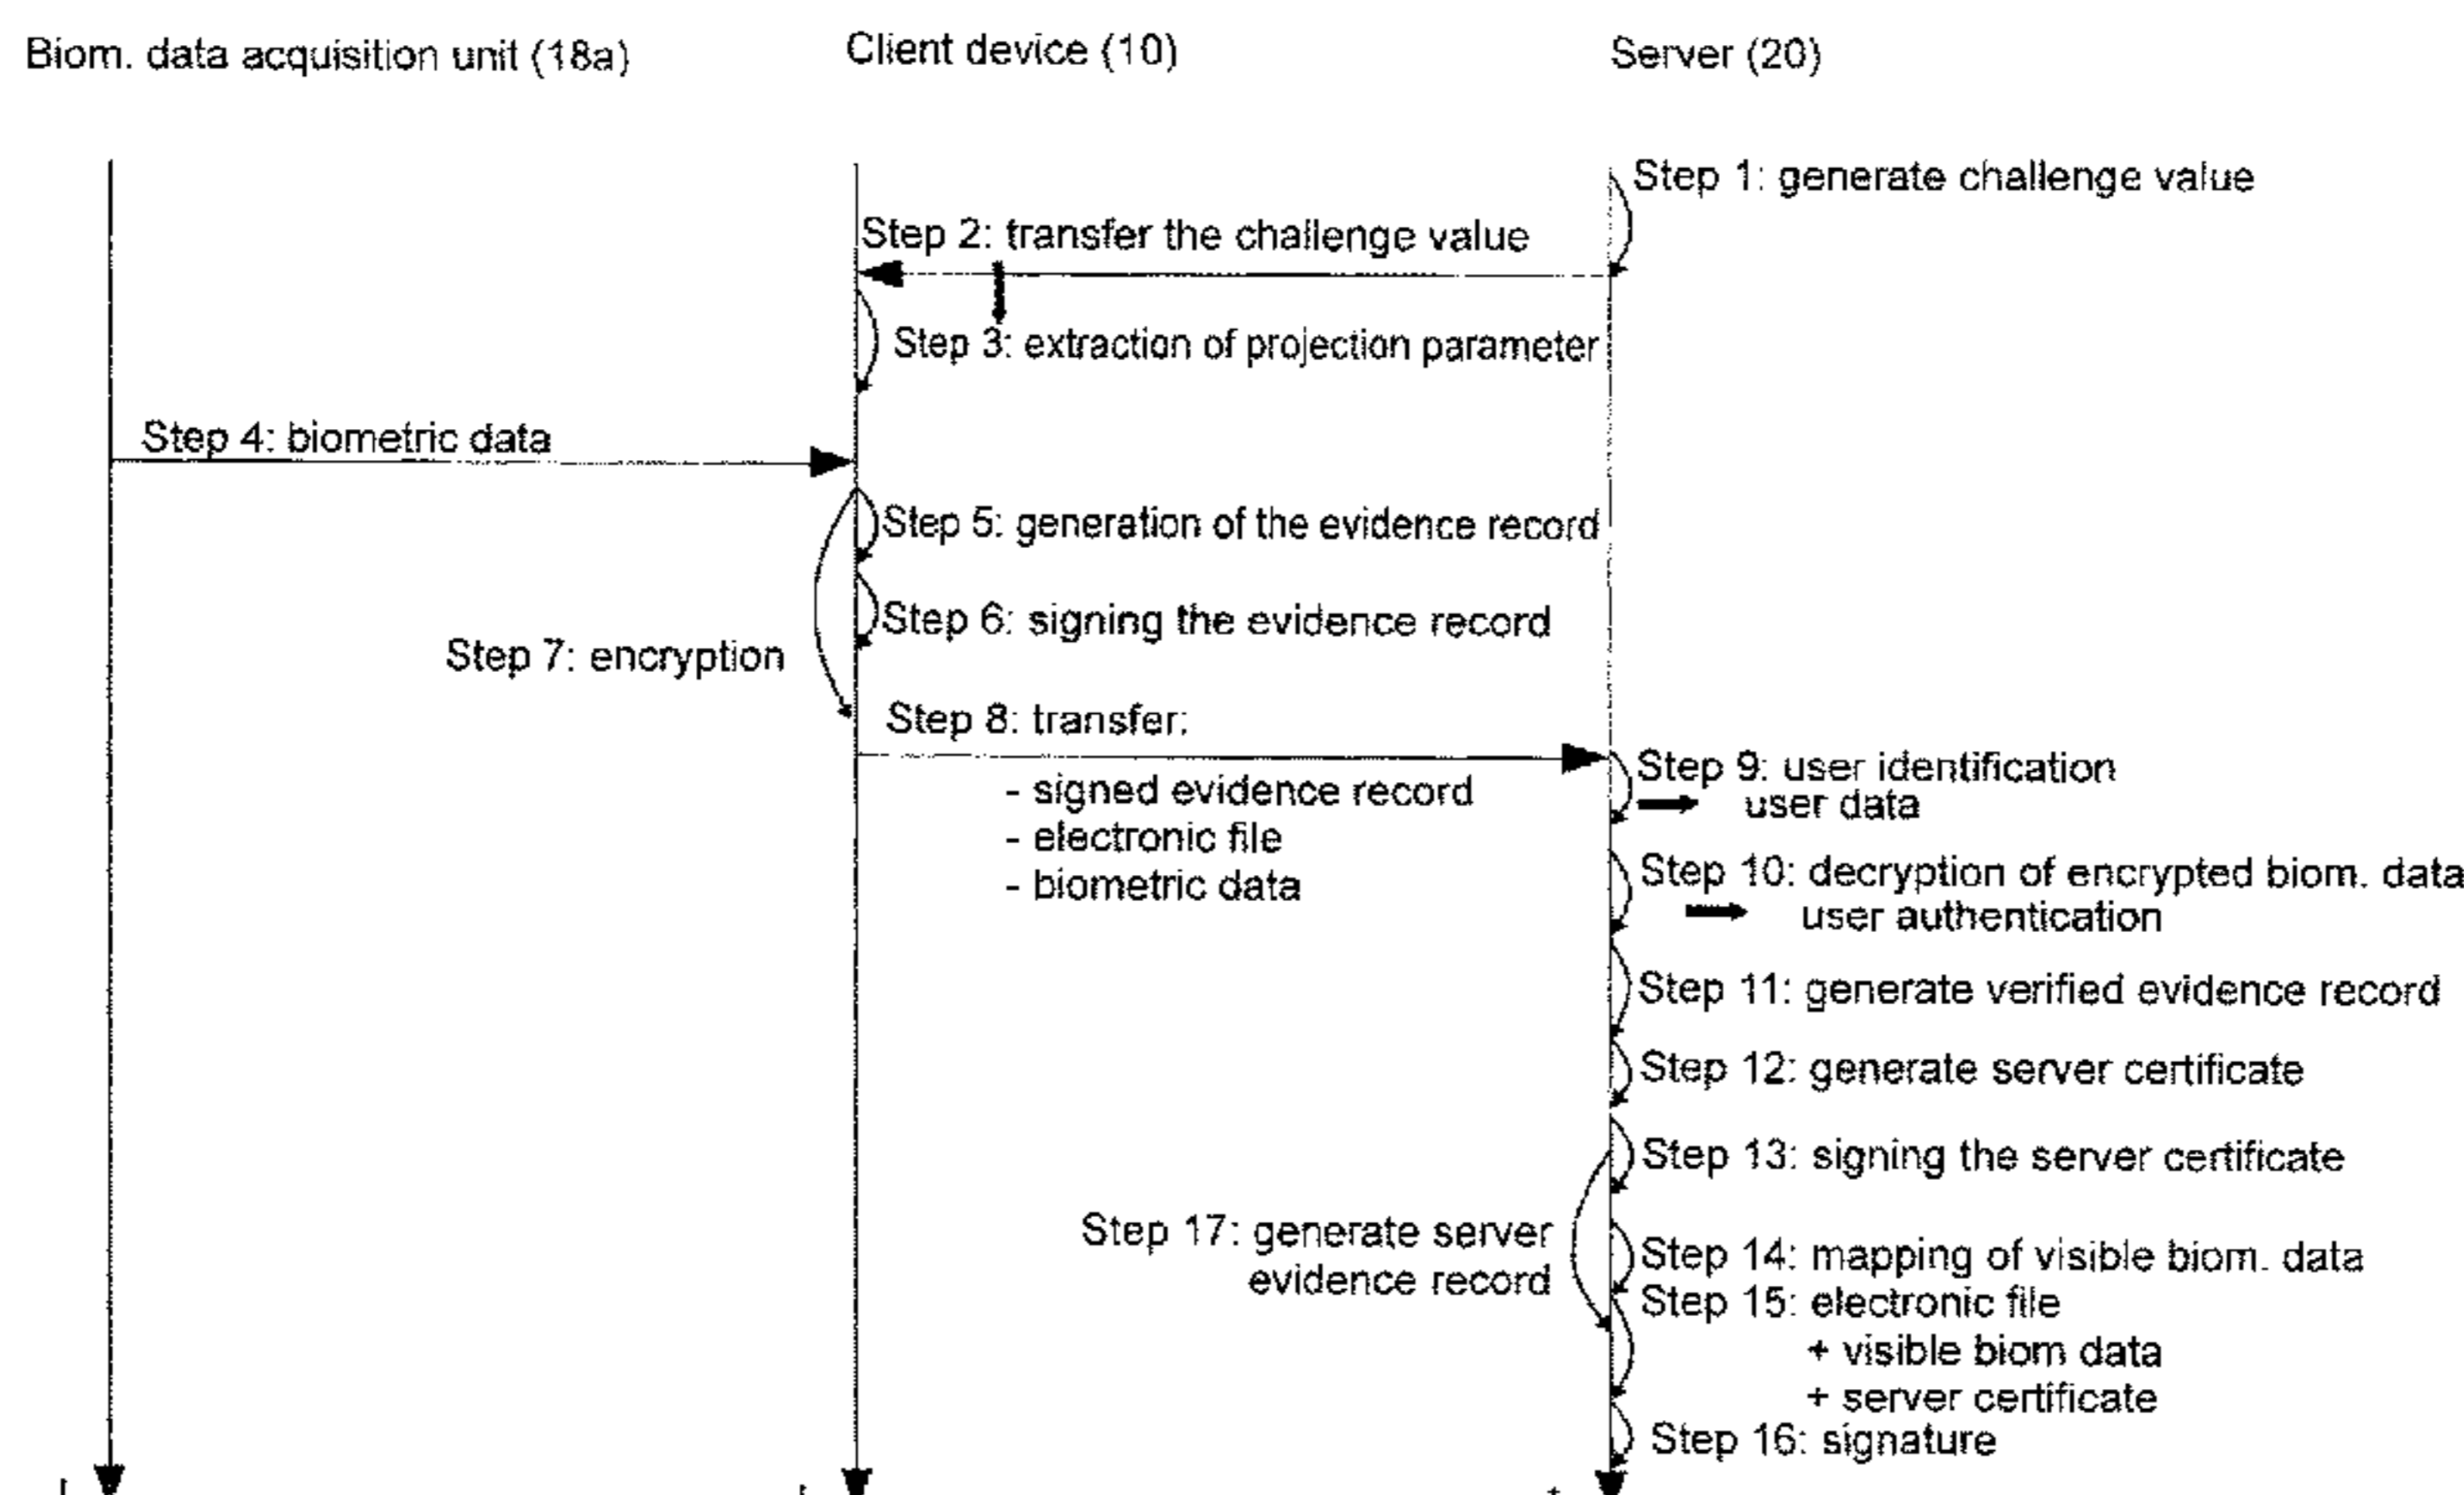 Biom. data acquisition unit (18a)
Client device (10)
Server (20)
Step 1: generate challenge value
Step 2: transfer the challenge value
Step 3: extraction of projection parameter
Step 4: biometric data
Step 5: generation of the evidence record
Step 6: signing the evidence record
Step 7: encryption
Step 8: transfer:
- signed evidence record
- electronic file
- biometric data
Step 9: user identification
user data
Step 10: decryption of encrypted biom. data
user authentication
Step 11: generate verified evidence record
Step 12: generate server certificate
Step 13: signing the server certificate
Step 17: generate server
evidence record
Step 14: mapping of visible biom. data
Step 15: electronic file
+ visible biom data
+ server certificate
Step 16: signature